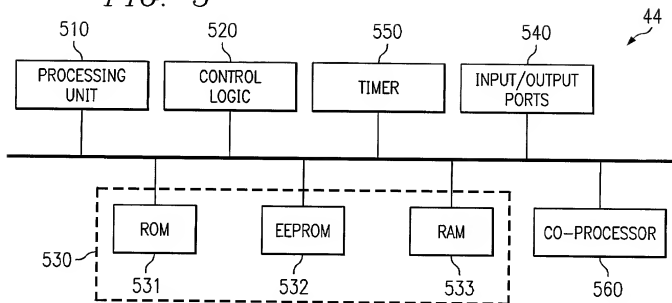 510
520
550
540
44
PROCESSING
UNIT
CONTROL
LOGIC
TIMER
INPUT/OUTPUT
PORTS
ROM
EEPROM
RAM
CO-PROCESSOR
530
531
532
533
560